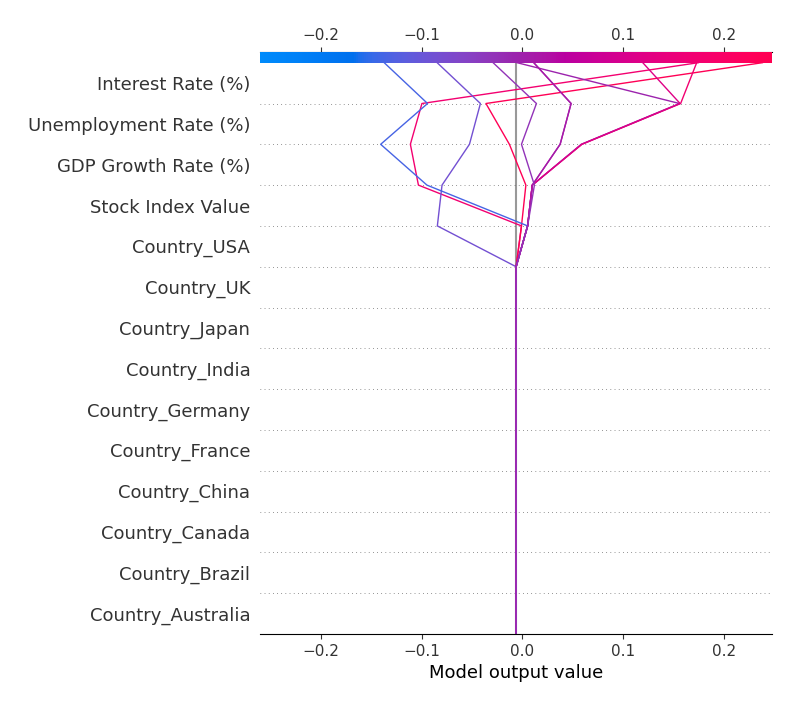 −0.2 −0.1 0.0 0.1 0.2
Interest Rate (%)
Unemployment Rate (%)
GDP Growth Rate (%)
Stock Index Value
Country_USA
Country_UK
Country_Japan
Country_India
Country_Germany
Country_France
Country_China
Country_Canada
Country_Brazil
Country_Australia
−0.2 −0.1 0.0 0.1 0.2
Model output value